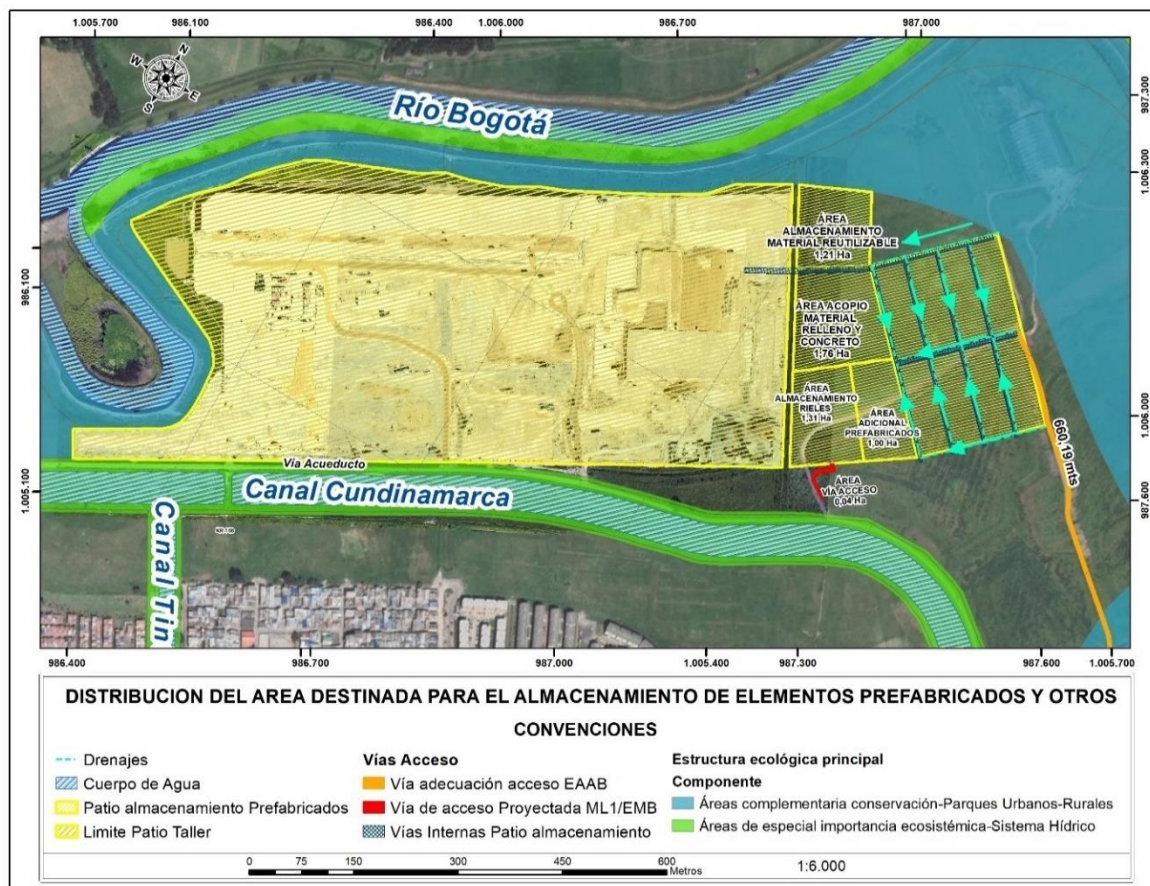 1.005.700
986.100
986.400
1.006.000
986.700
987.000
N
W
E
S
Río Bogotá
987.300
1.006.300
986.100
1.006.000
1.005.100
987.600
ÁREA
ALMACENAMIENTO
MATERIAL REUTILIZABLE
1,21 Ha
ÁREA ACOPIO
MATERIAL
RELLENO Y
CONCRETO
1,76 Ha
ÁREA
ALMACENAMIENTO
RIELES
1,31 Ha
ÁREA
ADICIONAL
PREFABRICADOS
1,00 Ha
660,19 mts
Vía Acueducto
Canal Cundinamarca
ÁREA
VÍA ACCESO
0,04 Ha
Canal Tin
986.400
986.700
987.000
1.005.400
987.300
987.600
1.005.700
DISTRIBUCION DEL AREA DESTINADA PARA EL ALMACENAMIENTO DE ELEMENTOS PREFABRICADOS Y OTROS
CONVENCIONES
Drenajes
Cuerpo de Agua
Patio almacenamiento Prefabricados
Limite Patio Taller
Vías Acceso
Vía adecuación acceso EAAB
Vía de acceso Proyectada ML1/EMB
Vías Internas Patio almacenamiento
Estructura ecológica principal
Componente
Áreas complementaria conservación-Parques Urbanos-Rurales
Áreas de especial importancia ecosistémica-Sistema Hídrico
0 75 150 300 450 600
Metros
1:6.000